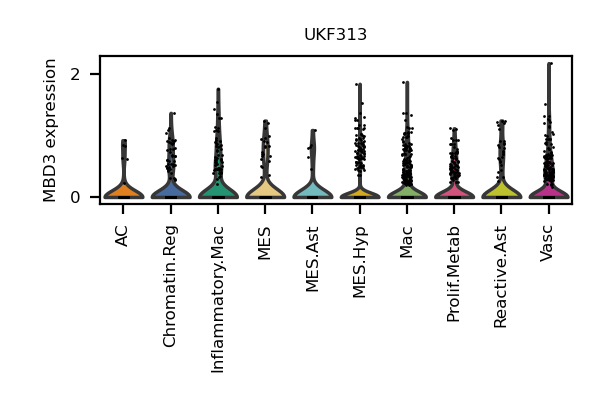 UKF313
MBD3 expression
2
0
AC
Chromatin.Reg
Inflammatory.Mac
MES
MES.Ast
MES.Hyp
Mac
Prolif.Metab
Reactive.Ast
Vasc